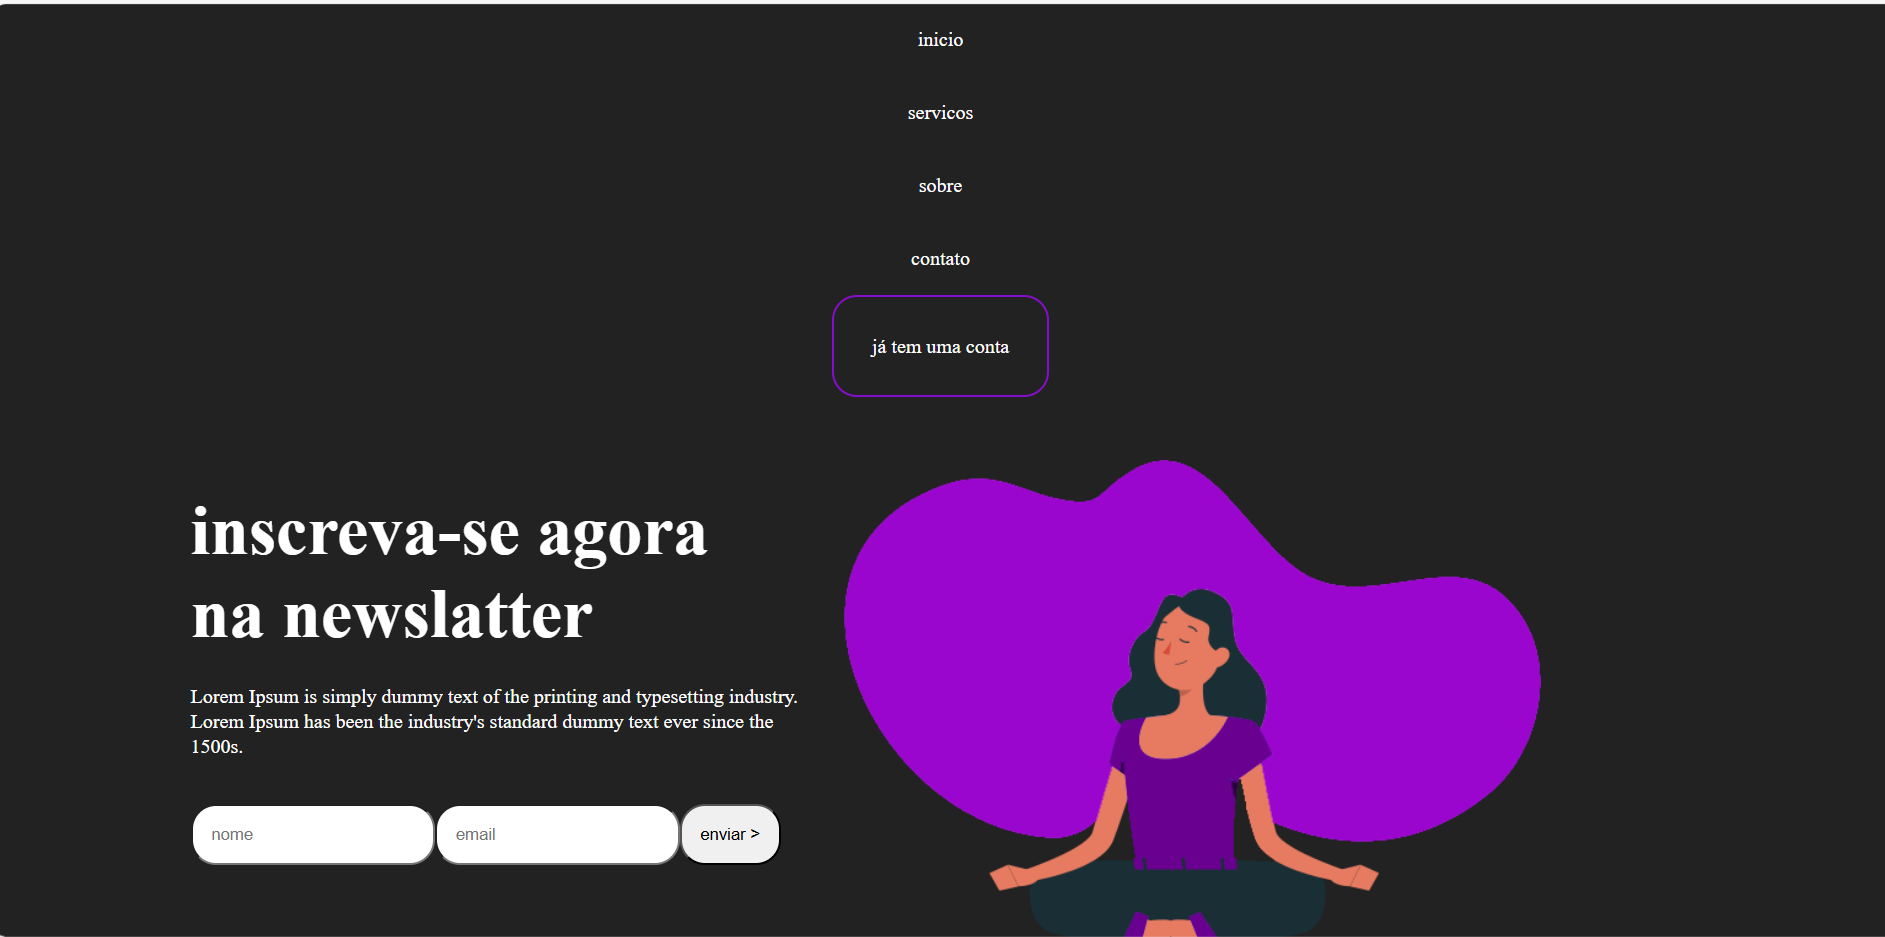 inicio
servicos
sobre
contato
já tem uma conta
inscreva-se agora
na newslatter
Lorem Ipsum is simply dummy text of the printing and typesetting industry.
Lorem Ipsum has been the industry's standard dummy text ever since the
1500s.
nome
email
enviar >